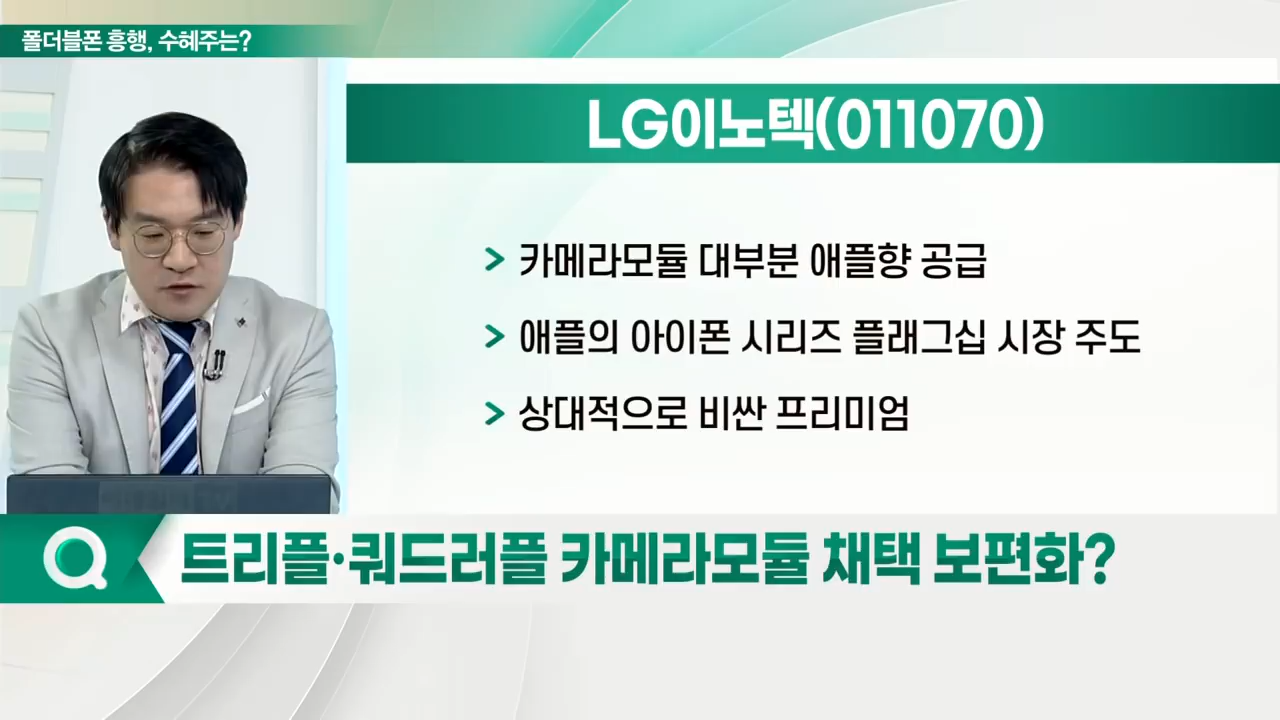 폴더블폰 흥행, 수혜주는?
LG이노텍(011070)
> 카메라모듈 대부분 애플향 공급
> 애플의 아이폰 시리즈 플래그십 시장 주도
> 상대적으로 비싼 프리미엄
Q 트리플·쿼드러플 카메라모듈 채택 보편화?